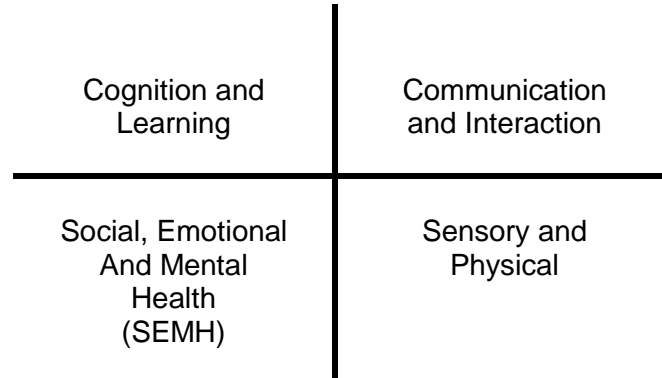 Cognition and
Learning
Communication
and Interaction
Social, Emotional
And Mental
Health
(SEMH)
Sensory and
Physical